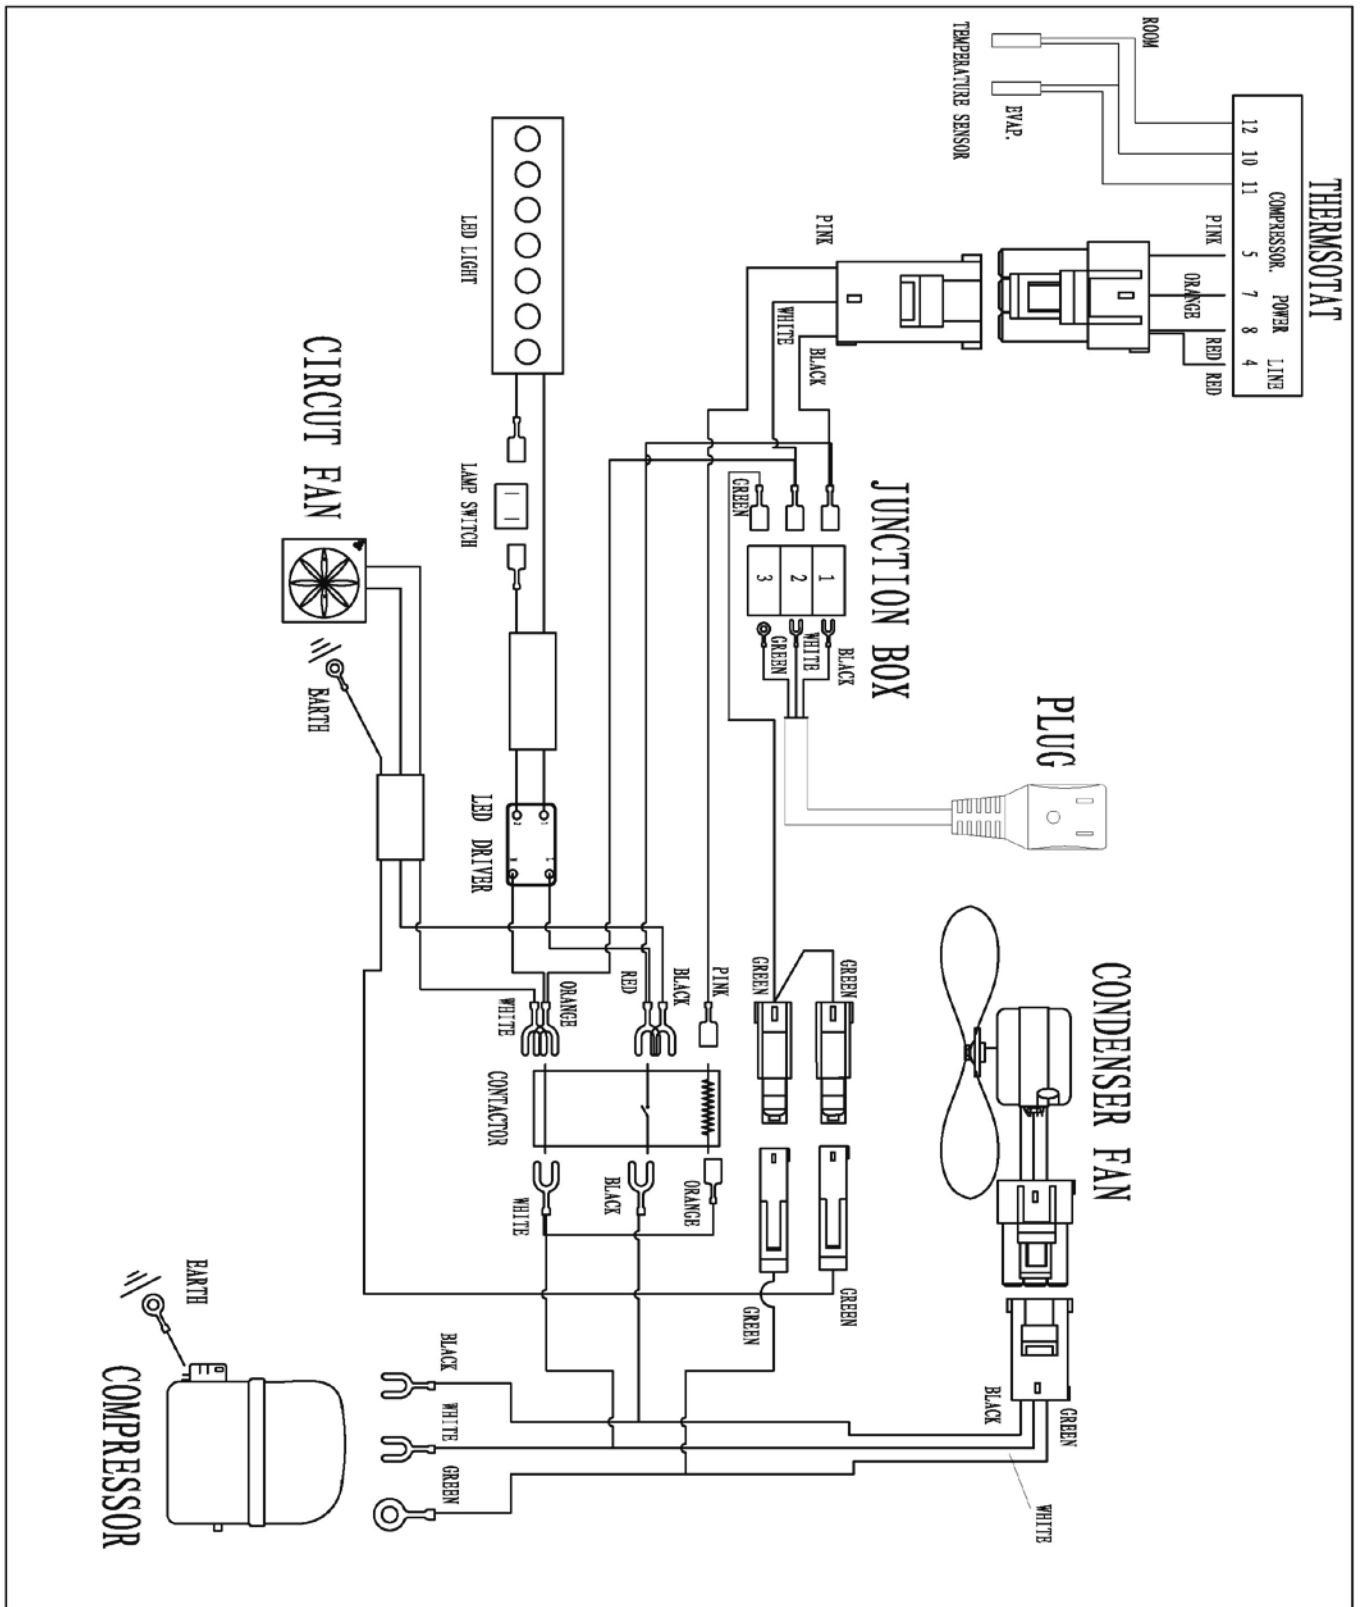 THERMSOTAT
ROOM
TEMPERATURE SENSOR
EVAP.
12 10 11 5 7 8 4
COMPRESSOR. POWER LINE
PINK
ORANGE
RED
RED
PINK
WHITE
BLACK
LED LIGHT
LAMP SWITCH
CIRCUT FAN
EARTH
LED DRIVER
JUNCTION BOX
GREEN
1
2
3
BLACK
WHITE
GREEN
PLUG
CONDENSER FAN
GREEN
GREEN
PINK
BLACK
RED
ORANGE
WHITE
CONTACTOR
ORANGE
BLACK
WHITE
GREEN
GREEN
BLACK
GREEN
WHITE
EARTH
COMPRESSOR
BLACK
WHITE
GREEN